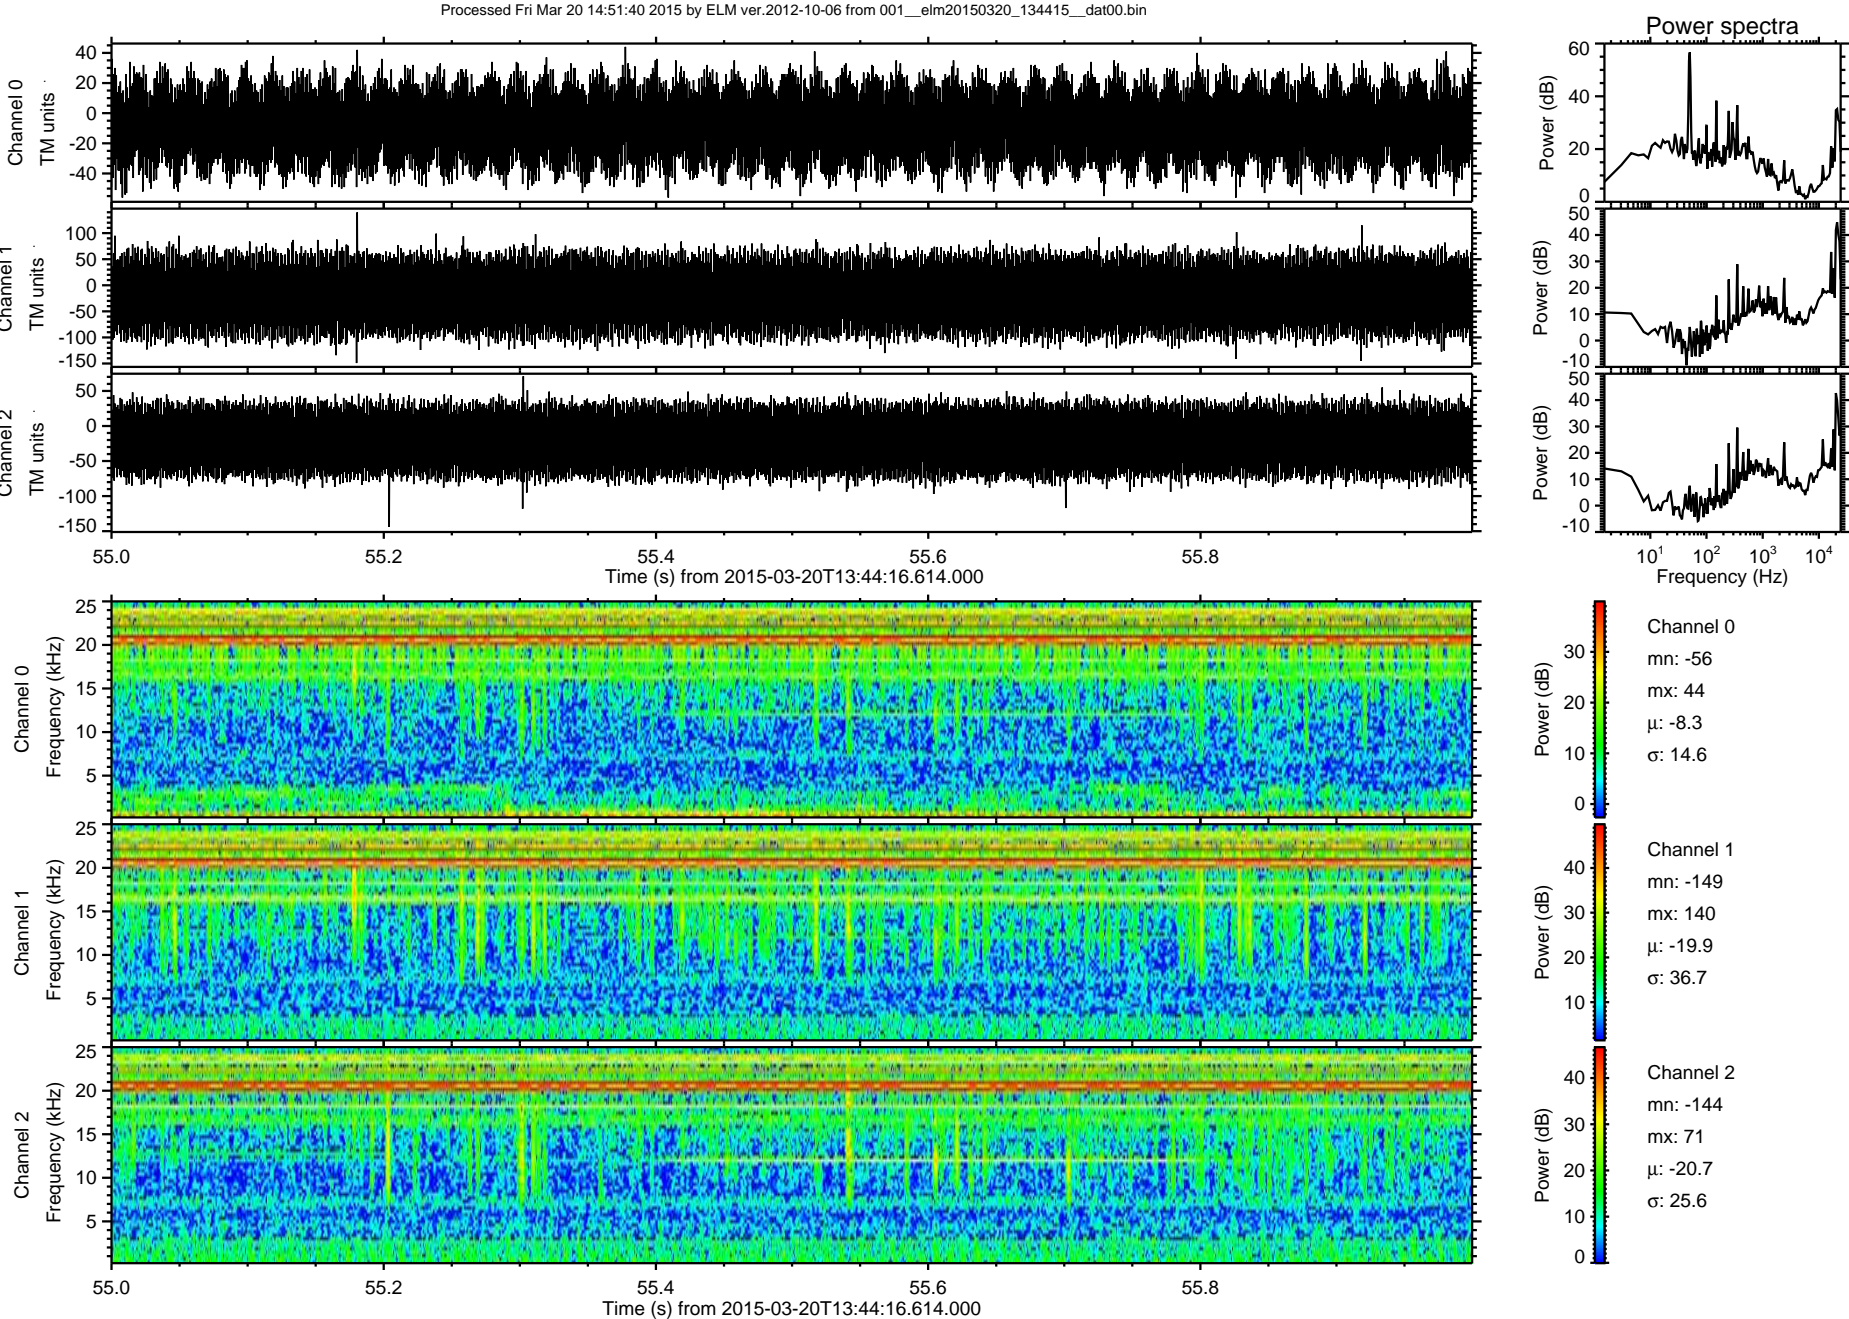 Processed Fri Mar 20 14:51:40 2015 by ELM ver.2012-10-06 from 001__elm20150320_134415__dat00.bin
Power spectra
Channel 0
TM units
40
20
0
-20
-40
Power (dB)
60
40
20
0
Channel 1
TM units
100
50
0
-50
-100
-150
Power (dB)
50
40
30
20
10
0
-10
Channel 2
TM units
50
0
-50
-100
-150
Power (dB)
50
40
30
20
10
0
-10
55.0 55.2 55.4 55.6 55.8
Time (s) from 2015-03-20T13:44:16.614.000
10¹ 10² 10³ 10⁴
Frequency (Hz)
Channel 0
Frequency (kHz)
25
20
15
10
5
Power (dB)
30
20
10
0
Channel 0
mn: -56
mx: 44
μ: -8.3
σ: 14.6
Channel 1
Frequency (kHz)
25
20
15
10
5
Power (dB)
40
30
20
10
Channel 1
mn: -149
mx: 140
μ: -19.9
σ: 36.7
Channel 2
Frequency (kHz)
25
20
15
10
5
Power (dB)
40
30
20
10
0
Channel 2
mn: -144
mx: 71
μ: -20.7
σ: 25.6
55.0 55.2 55.4 55.6 55.8
Time (s) from 2015-03-20T13:44:16.614.000